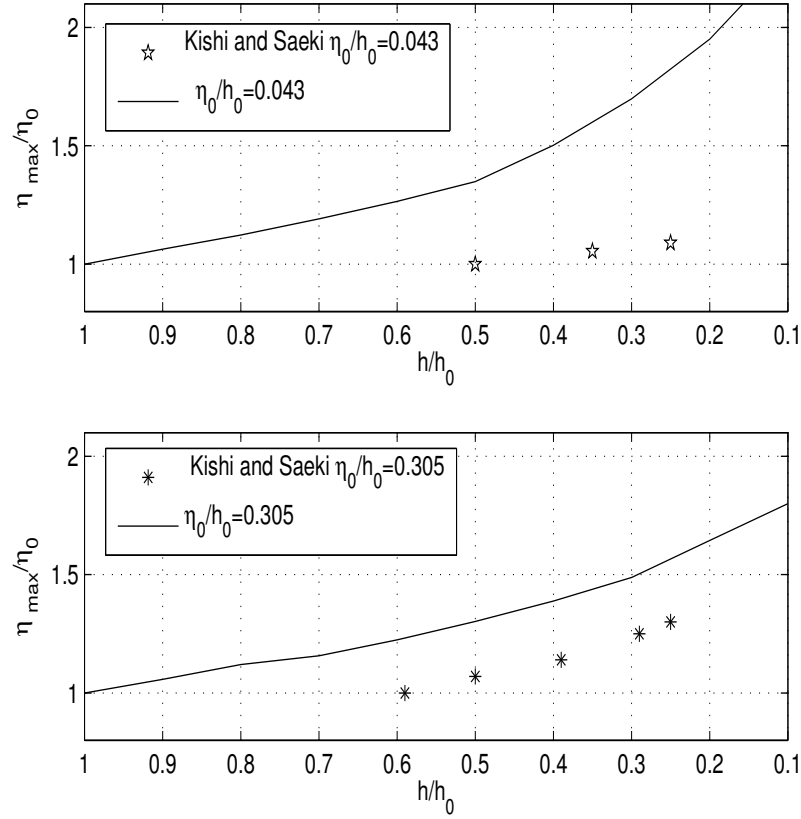 2
1.5
1
η max/η0
Kishi and Saeki η0/h0=0.043
η0/h0=0.043
1 0.9 0.8 0.7 0.6 0.5 0.4 0.3 0.2 0.1
h/h0
2
1.5
1
η max/η0
Kishi and Saeki η0/h0=0.305
η0/h0=0.305
1 0.9 0.8 0.7 0.6 0.5 0.4 0.3 0.2 0.1
h/h0